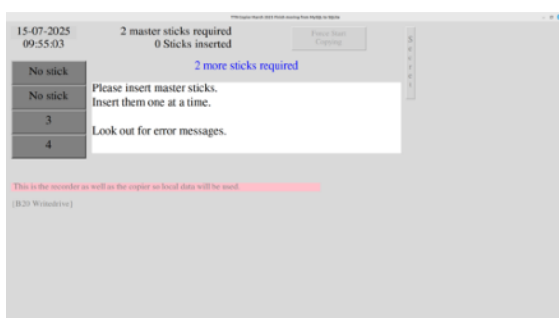 15-07-2025
09:55:03
2 master sticks required
0 Sticks inserted
Force Start
Copying
2 more sticks required
No stick
No stick
3
4
Please insert master sticks.
Insert them one at a time.
Look out for error messages.
This is the recorder as well as the copier so local data will be used.